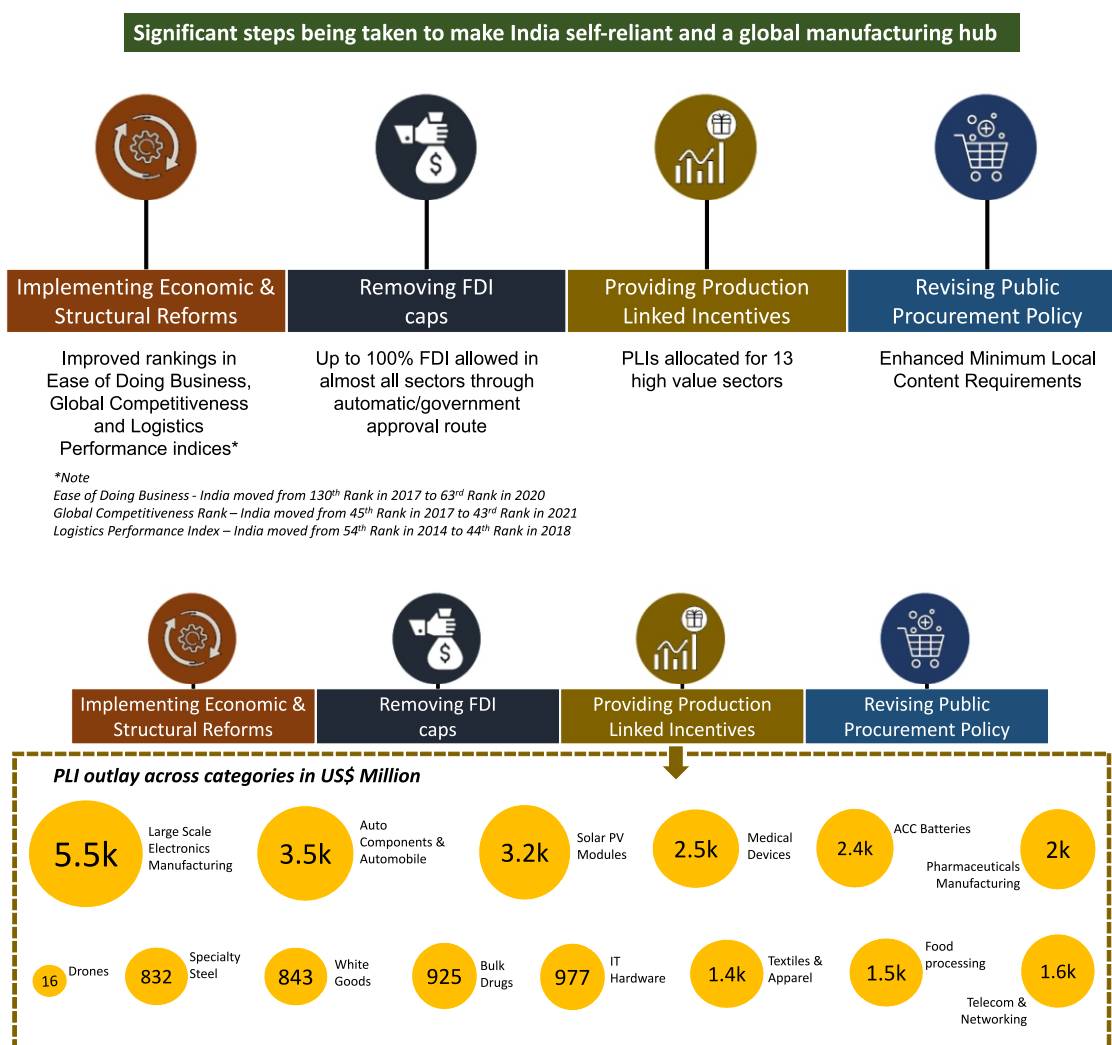 Significant steps being taken to make India self-reliant and a global manufacturing hub
Implementing Economic &
Structural Reforms
Removing FDI
caps
Providing Production
Linked Incentives
Revising Public
Procurement Policy
Improved rankings in
Ease of Doing Business,
Global Competitiveness
and Logistics
Performance indices*
Up to 100% FDI allowed in
almost all sectors through
automatic/government
approval route
PLIs allocated for 13
high value sectors
Enhanced Minimum Local
Content Requirements
*Note
Ease of Doing Business - India moved from 130th Rank in 2017 to 63rd Rank in 2020
Global Competitiveness Rank – India moved from 45th Rank in 2017 to 43rd Rank in 2021
Logistics Performance Index – India moved from 54th Rank in 2014 to 44th Rank in 2018
Implementing Economic &
Structural Reforms
Removing FDI
caps
Providing Production
Linked Incentives
Revising Public
Procurement Policy
PLI outlay across categories in US$ Million
5.5k
Large Scale
Electronics
Manufacturing
3.5k
Auto
Components &
Automobile
3.2k
Solar PV
Modules
2.5k
Medical
Devices
2.4k
ACC Batteries
Pharmaceuticals
Manufacturing
2k
16
Drones
832
Specialty
Steel
843
White
Goods
925
Bulk
Drugs
977
IT
Hardware
1.4k
Textiles &
Apparel
1.5k
Food
processing
Telecom &
Networking
1.6k